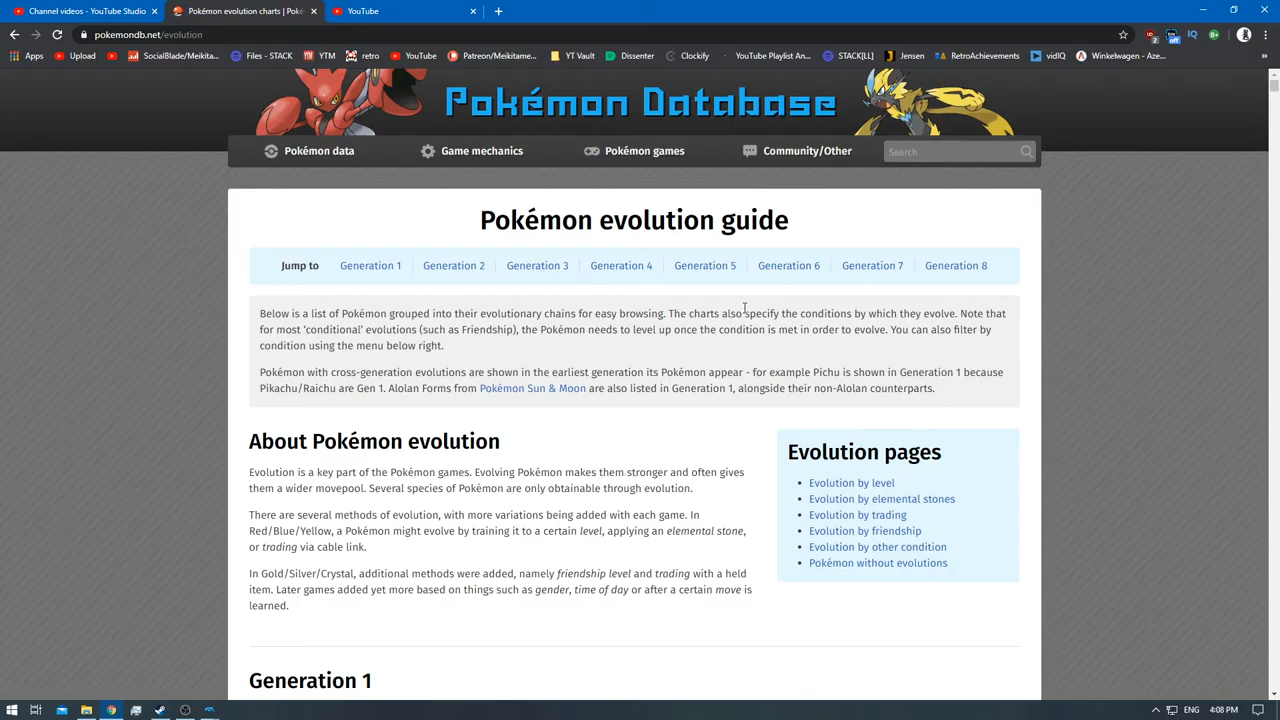 Channel videos - YouTube Studio
Pokémon evolution charts | Poké
YouTube
pokemondb.net/evolution
Apps
Upload
SocialBlade/Meikita...
Files - STACK
YTM
retro
YouTube
Patreon/Meikitame...
YT Vault
Dissenter
Clockify
YouTube Playlist An...
STACK[LL]
Jensen
RetroAchievements
vidIQ
Winkelwagen - Aze...
»
Pokémon Database
Pokémon data
Game mechanics
Pokémon games
Community/Other
Search
Pokémon evolution guide
Jump to Generation 1 Generation 2 Generation 3 Generation 4 Generation 5 Generation 6 Generation 7 Generation 8
Below is a list of Pokémon grouped into their evolutionary chains for easy browsing. The charts also specify the conditions by which they evolve. Note that
for most ‘conditional’ evolutions (such as Friendship), the Pokémon needs to level up once the condition is met in order to evolve. You can also filter by
condition using the menu below right.
Pokémon with cross-generation evolutions are shown in the earliest generation its Pokémon appear - for example Pichu is shown in Generation 1 because
Pikachu/Raichu are Gen 1. Alolan Forms from Pokémon Sun & Moon are also listed in Generation 1, alongside their non-Alolan counterparts.
About Pokémon evolution
Evolution is a key part of the Pokémon games. Evolving Pokémon makes them stronger and often gives
them a wider movepool. Several species of Pokémon are only obtainable through evolution.
There are several methods of evolution, with more variations being added with each game. In
Red/Blue/Yellow, a Pokémon might evolve by training it to a certain level, applying an elemental stone,
or trading via cable link.
In Gold/Silver/Crystal, additional methods were added, namely friendship level and trading with a held
item. Later games added yet more based on things such as gender, time of day or after a certain move is
learned.
Evolution pages
• Evolution by level
• Evolution by elemental stones
• Evolution by trading
• Evolution by friendship
• Evolution by other condition
• Pokémon without evolutions
Generation 1
ENG
4:08 PM